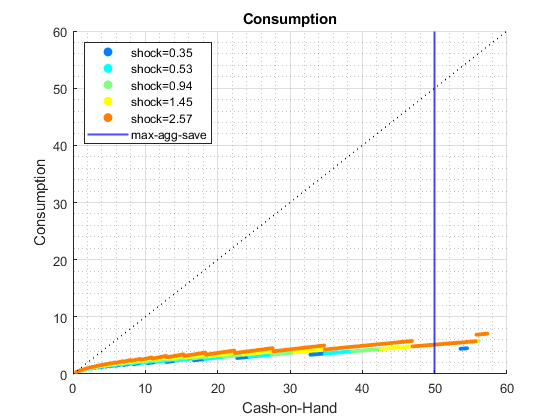 Consumption
60
50
40
30
20
10
0
shock=0.35
shock=0.53
shock=0.94
shock=1.45
shock=2.57
max-agg-save
Consumption
0 10 20 30 40 50 60
Cash-on-Hand